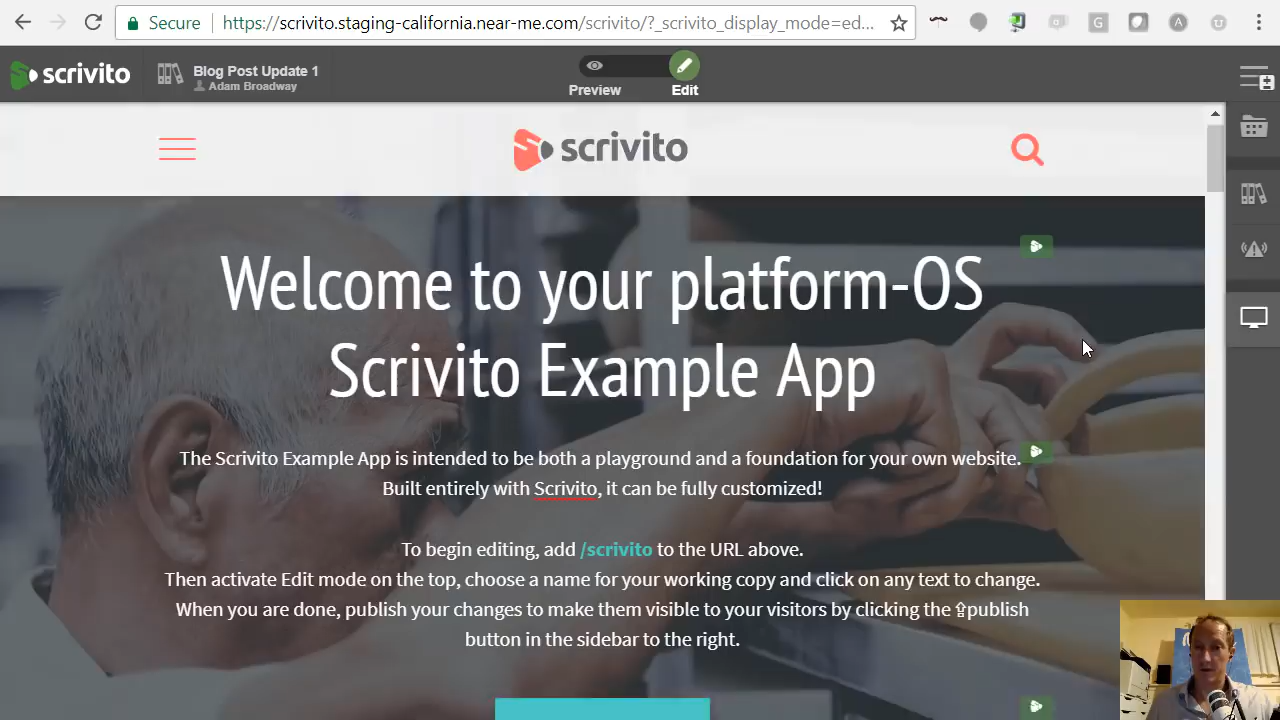 Secure
https://scrivito.staging-california.near-me.com/scrivito/?_scrivito_display_mode=ed...
G
A
scrivito
Blog Post Update 1
Adam Broadway
Preview
Edit
scrivito
Welcome to your platform-OS
Scrivito Example App
The Scrivito Example App is intended to be both a playground and a foundation for your own website.
Built entirely with Scrivito, it can be fully customized!
To begin editing, add /scrivito to the URL above.
Then activate Edit mode on the top, choose a name for your working copy and click on any text to change.
When you are done, publish your changes to make them visible to your visitors by clicking the ⇪publish
button in the sidebar to the right.